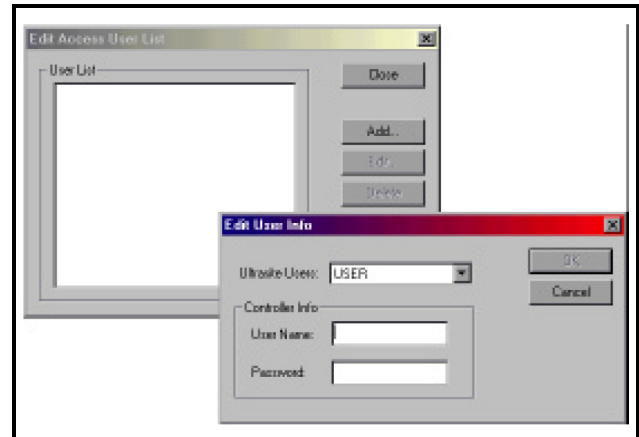 Edit Access User List
User List
Close
Add...
Edit...
Delete
Edit User Info
Ultrasite Users: USER
OK
Cancel
Controller Info
User Name:
Password: